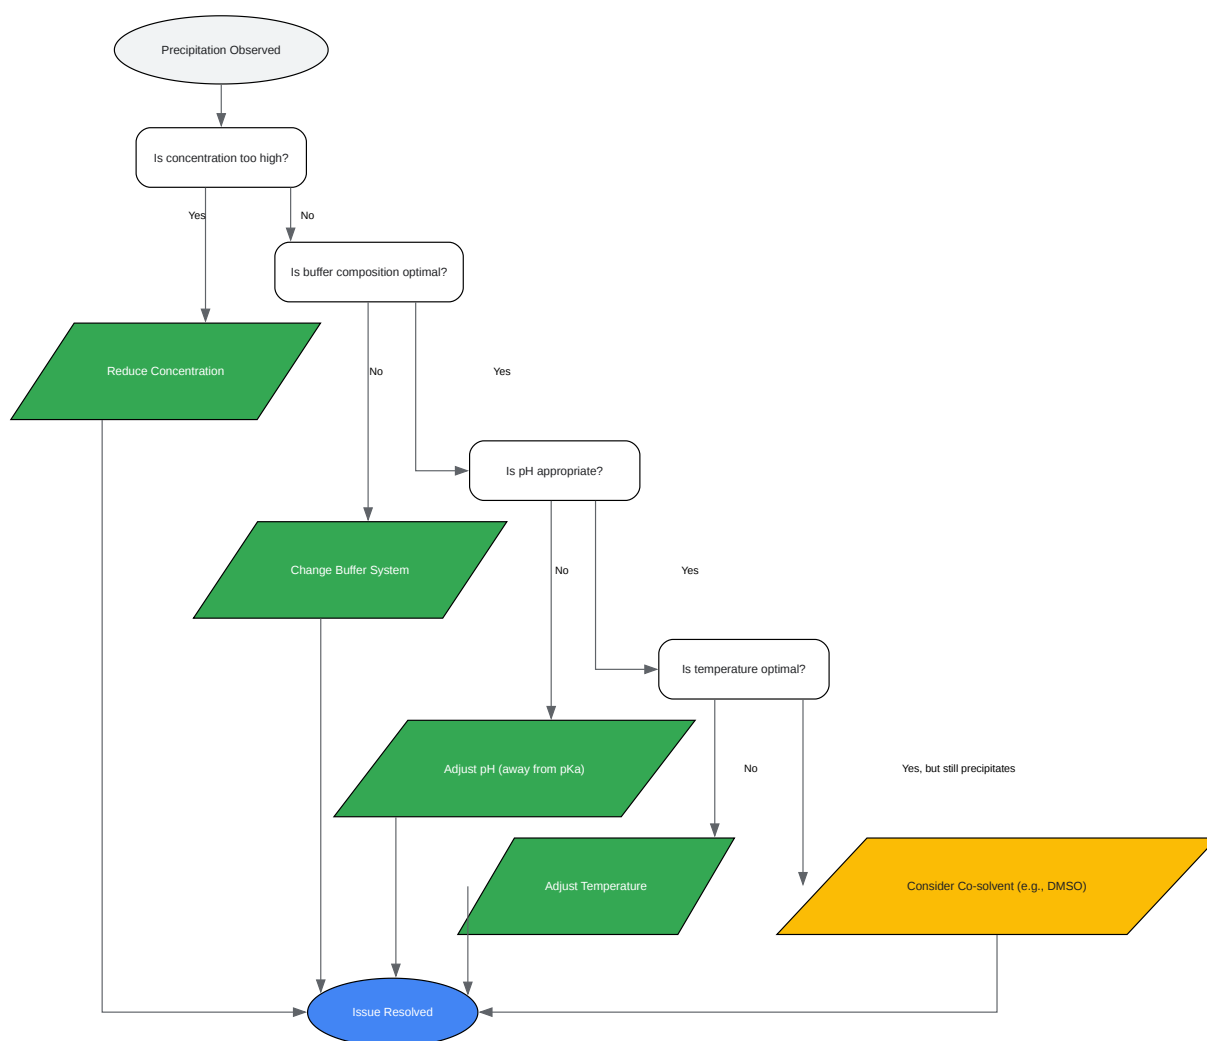 Precipitation Observed
Is concentration too high?
Yes
No
Is buffer composition optimal?
Reduce Concentration
No
Yes
Is pH appropriate?
Change Buffer System
No
Yes
Is temperature optimal?
Adjust pH (away from pKa)
No
Yes, but still precipitates
Adjust Temperature
Consider Co-solvent (e.g., DMSO)
Issue Resolved